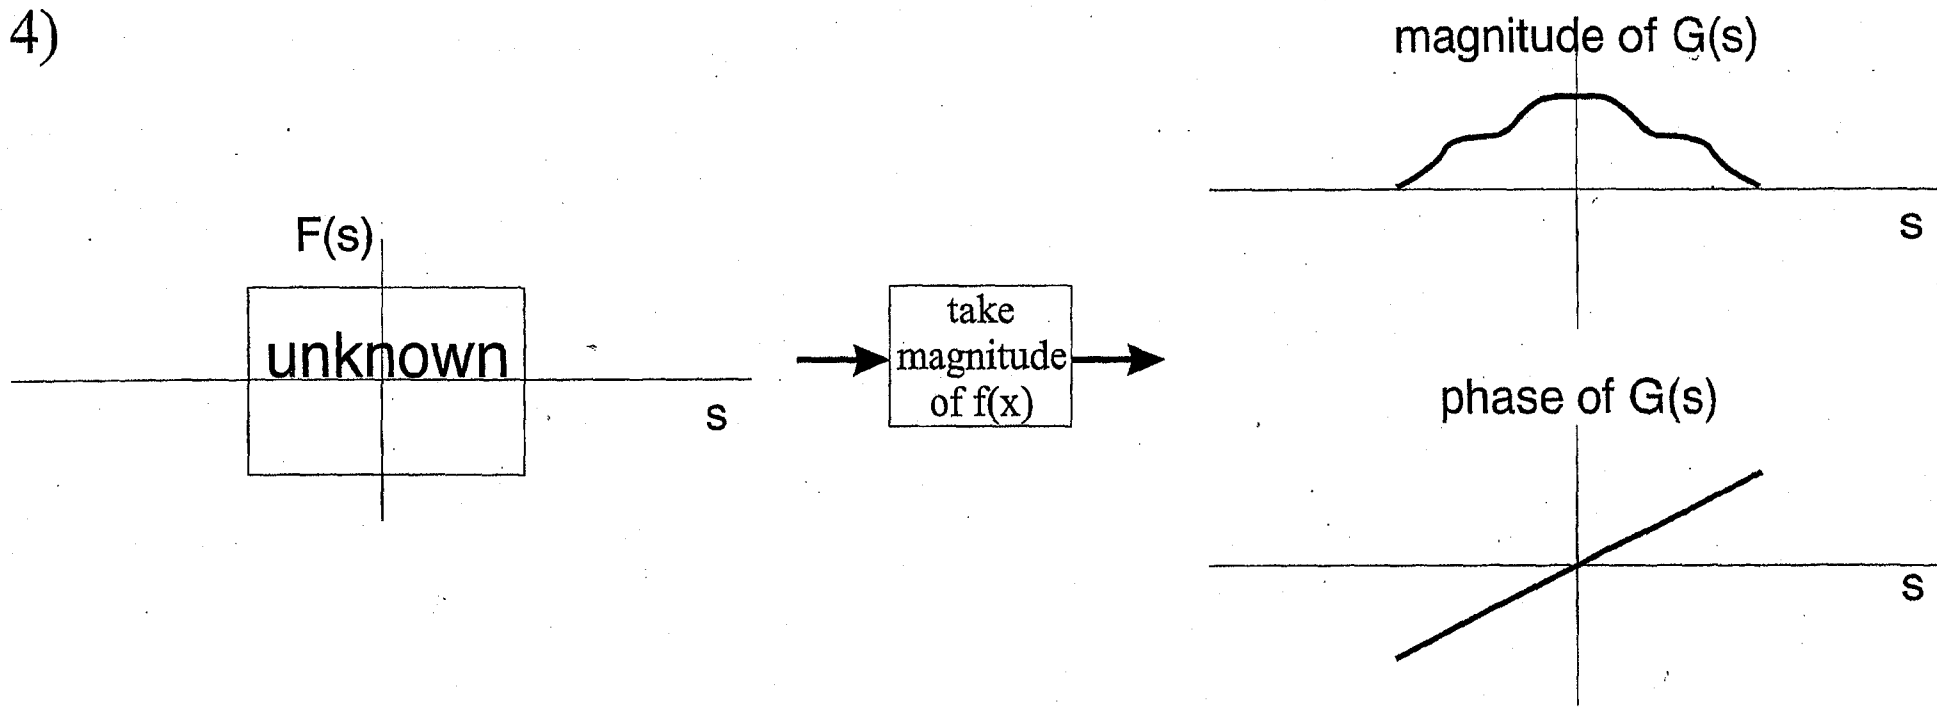 4)
F(s)
unknown
s
take
magnitude
of f(x)
magnitude of G(s)
s
phase of G(s)
s